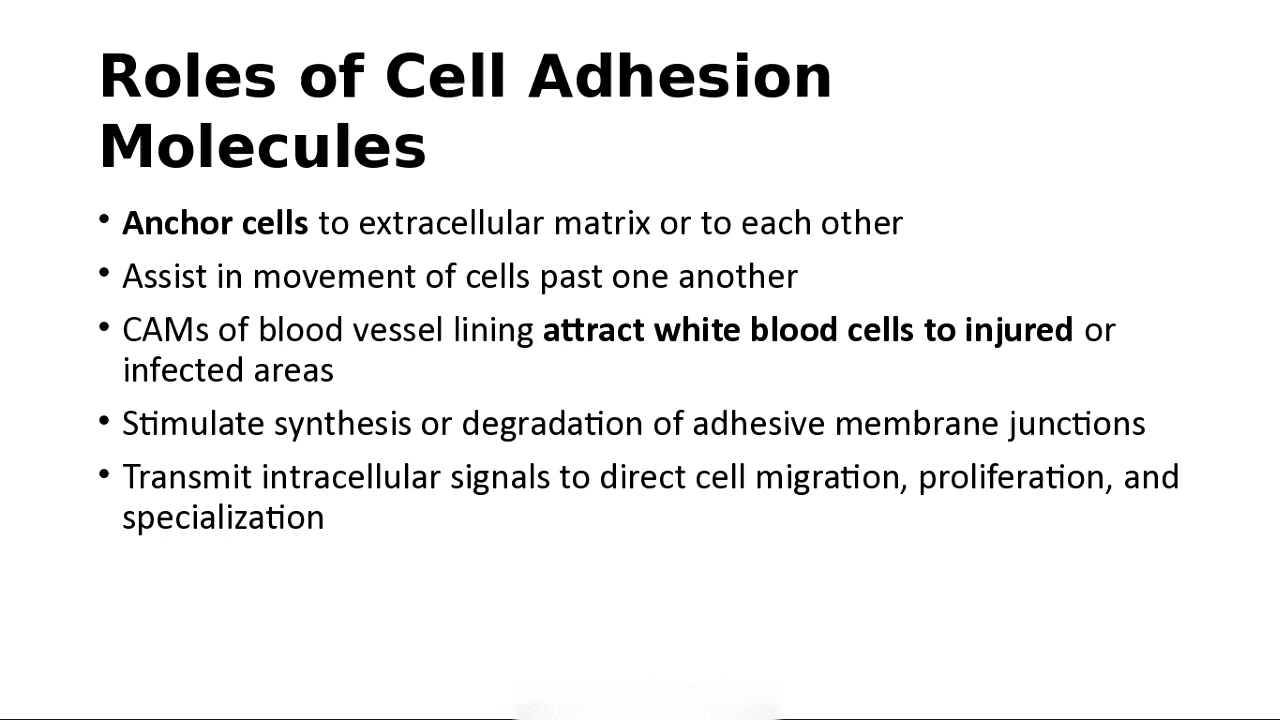 Roles of Cell Adhesion
Molecules
• Anchor cells to extracellular matrix or to each other
• Assist in movement of cells past one another
• CAMs of blood vessel lining attract white blood cells to injured or
infected areas
• Stimulate synthesis or degradation of adhesive membrane junctions
• Transmit intracellular signals to direct cell migration, proliferation, and
specialization